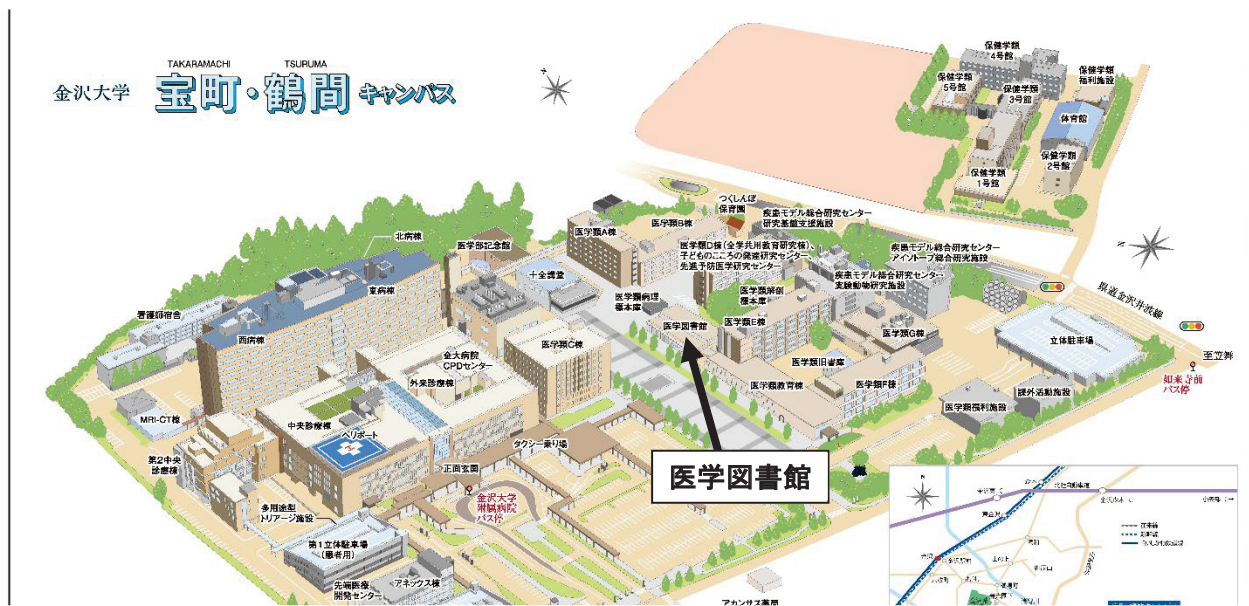 TAKARAMACHI
TSURUMA
金沢大学
宝町・鶴間
キャンパス
保健学類
4号館
保健学類
5号館
保健学類
3号館
保健学類
福利施設
体育館
保健学類
2号館
保健学類
1号館
つくしんぼ
保育園
疾患モデル総合研究センター
研究基盤支援施設
医学類A棟
医学類B棟
医学類D棟(全学共用教育研究棟)、
子どものこころの発達研究センター、
先進予防医学研究センター
疾患モデル総合研究センター
アイソトープ総合研究施設
疾患モデル総合研究センター
実験動物研究施設
北病棟
医学部記念館
十全講堂
東病棟
看護師宿舎
西病棟
医学類病理
標本庫
医学類解剖
標本庫
医学図書館
医学類E棟
医学類G棟
県道金沢井波線
立体駐車場
至笠舞
如来寺前
バス停
金大病院
CPDセンター
医学類C棟
外来診療棟
医学類旧書庫
医学類教育棟
医学類F棟
医学類福利施設
課外活動施設
MRI-CT棟
中央診療棟
ヘリポート
第2中央
診療棟
タクシー乗り場
正面玄関
医学図書館
金沢大学
附属病院
バス停
多用途型
トリアージ施設
第1立体駐車場
(患者用)
先端医療
開発センター
アネックス棟
アカンサス薬局
N